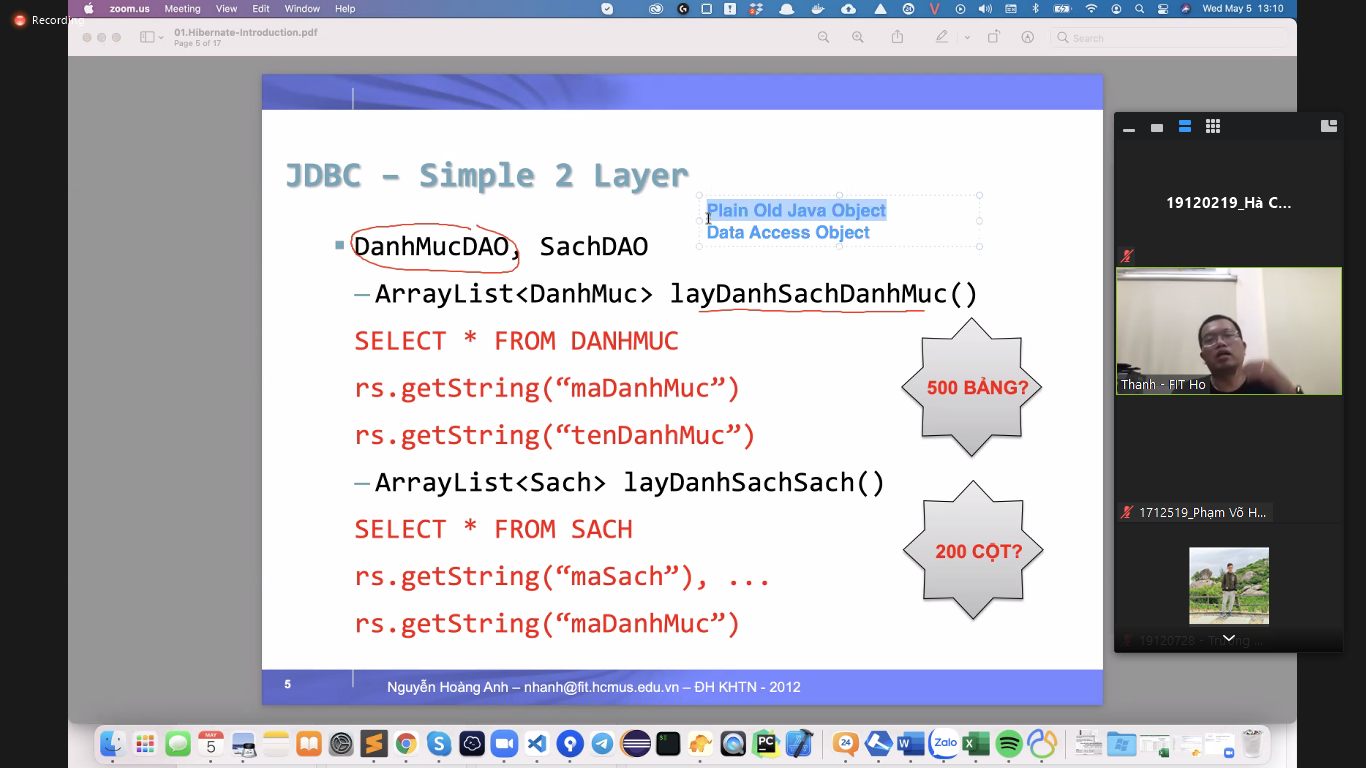 Recording
zoom.us Meeting View Edit Window Help
Wed May 5 13:10
01.Hibernate-Introduction.pdf
Page 5 of 17
Search
JDBC – Simple 2 Layer
Plain Old Java Object
Data Access Object
DanhMucDAO, SachDAO
–ArrayList<DanhMuc> layDanhSachDanhMuc()
SELECT * FROM DANHMUC
rs.getString(“maDanhMuc”)
rs.getString(“tenDanhMuc”)
500 BẢNG?
–ArrayList<Sach> layDanhSachSach()
SELECT * FROM SACH
rs.getString(“maSach”), ...
rs.getString(“maDanhMuc”)
200 CỘT?
5
Nguyễn Hoàng Anh – nhanh@fit.hcmus.edu.vn – ĐH KHTN - 2012
19120219_Hà C...
Thanh - FIT Ho
1712519_Phạm Võ H...
19120728 - Trương ...
MAY
5
24
Zalo
PC